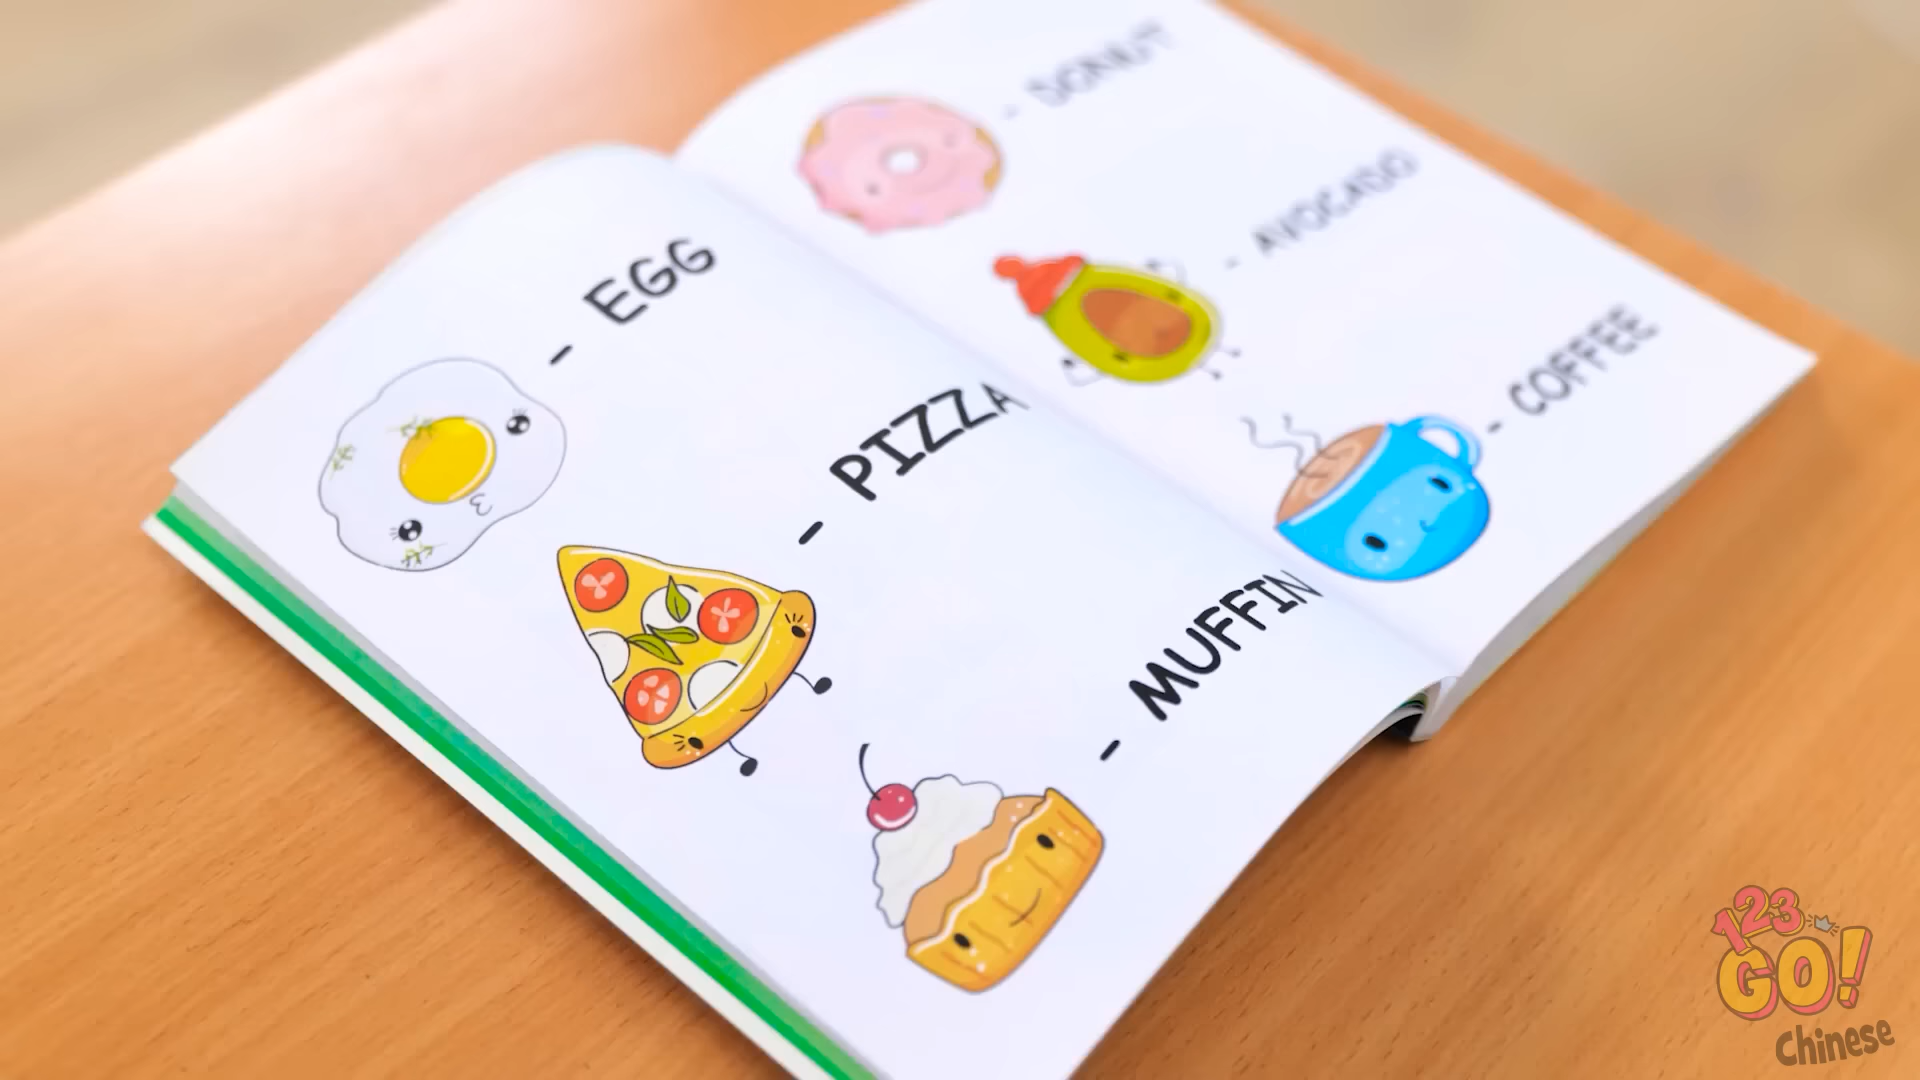 - EGG
- PIZZA
- MUFFIN
- DONUT
- AVOCADO
- COFFEE
123
GO!
Chinese